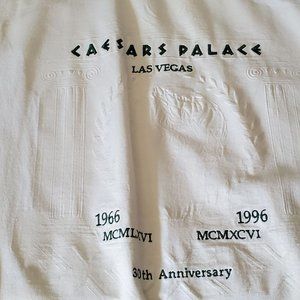 CAESARS PALACE
LAS VEGAS
1966 1996
MCMLXVI MCMXCVI
30th Anniversary